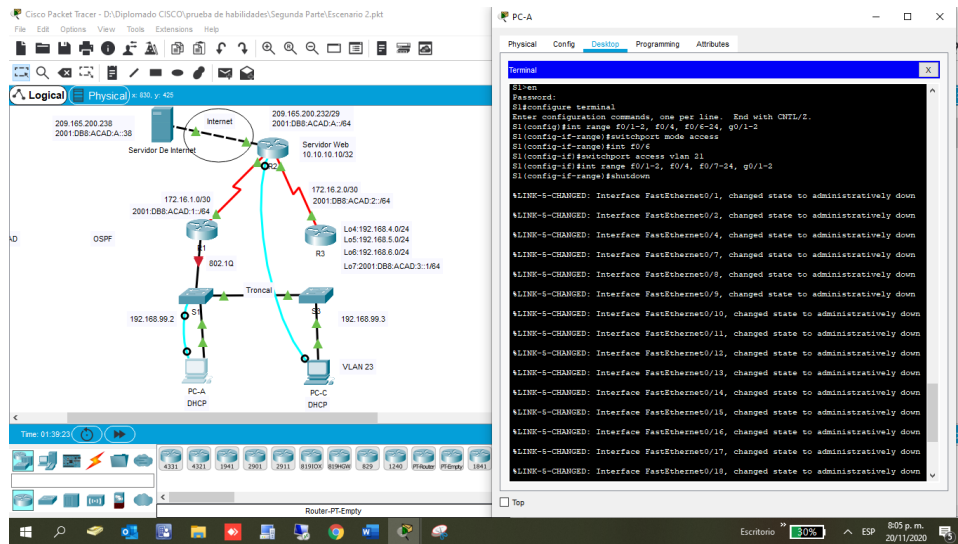 Cisco Packet Tracer - D:\Diplomado CISCO\prueba de habilidades\Segunda Parte\Escenario 2.pkt
File Edit Options View Tools Extensions Help
Logical
Physical
x: 830, y: 425
209.165.200.238
2001:DB8:ACAD:A::38
Servidor De Internet
Internet
209.165.200.232/29
2001:DB8:ACAD:A::/64
Servidor Web
10.10.10.10/32
R2
172.16.1.0/30
2001:DB8:ACAD:1::/64
172.16.2.0/30
2001:DB8:ACAD:2::/64
AD
OSPF
R1
802.1Q
R3
Lo4:192.168.4.0/24
Lo5:192.168.5.0/24
Lo6:192.168.6.0/24
Lo7:2001:DB8:ACAD:3::1/64
Troncal
S1
S3
192.168.99.2
192.168.99.3
VLAN 23
PC-A
DHCP
PC-C
DHCP
Time: 01:39:23
4331 4321 1941 2901 2911 819IOX 819HGW 829 1240 PT-Router PT-Empty 1841
Router-PT-Empty
PC-A
Physical Config Desktop Programming Attributes
Terminal
X
S1>en
Password:
S1#configure terminal
Enter configuration commands, one per line. End with CNTL/Z.
S1(config)#int range f0/1-2, f0/4, f0/6-24, g0/1-2
S1(config-if-range)#switchport mode access
S1(config-if-range)#int f0/6
S1(config-if)#switchport access vlan 21
S1(config-if)#int range f0/1-2, f0/4, f0/7-24, g0/1-2
S1(config-if-range)#shutdown
%LINK-5-CHANGED: Interface FastEthernet0/1, changed state to administratively down
%LINK-5-CHANGED: Interface FastEthernet0/2, changed state to administratively down
%LINK-5-CHANGED: Interface FastEthernet0/4, changed state to administratively down
%LINK-5-CHANGED: Interface FastEthernet0/7, changed state to administratively down
%LINK-5-CHANGED: Interface FastEthernet0/8, changed state to administratively down
%LINK-5-CHANGED: Interface FastEthernet0/9, changed state to administratively down
%LINK-5-CHANGED: Interface FastEthernet0/10, changed state to administratively down
%LINK-5-CHANGED: Interface FastEthernet0/11, changed state to administratively down
%LINK-5-CHANGED: Interface FastEthernet0/12, changed state to administratively down
%LINK-5-CHANGED: Interface FastEthernet0/13, changed state to administratively down
%LINK-5-CHANGED: Interface FastEthernet0/14, changed state to administratively down
%LINK-5-CHANGED: Interface FastEthernet0/15, changed state to administratively down
%LINK-5-CHANGED: Interface FastEthernet0/16, changed state to administratively down
%LINK-5-CHANGED: Interface FastEthernet0/17, changed state to administratively down
%LINK-5-CHANGED: Interface FastEthernet0/18, changed state to administratively down
Top
Escritorio
30%
ESP
8:05 p. m.
20/11/2020
5